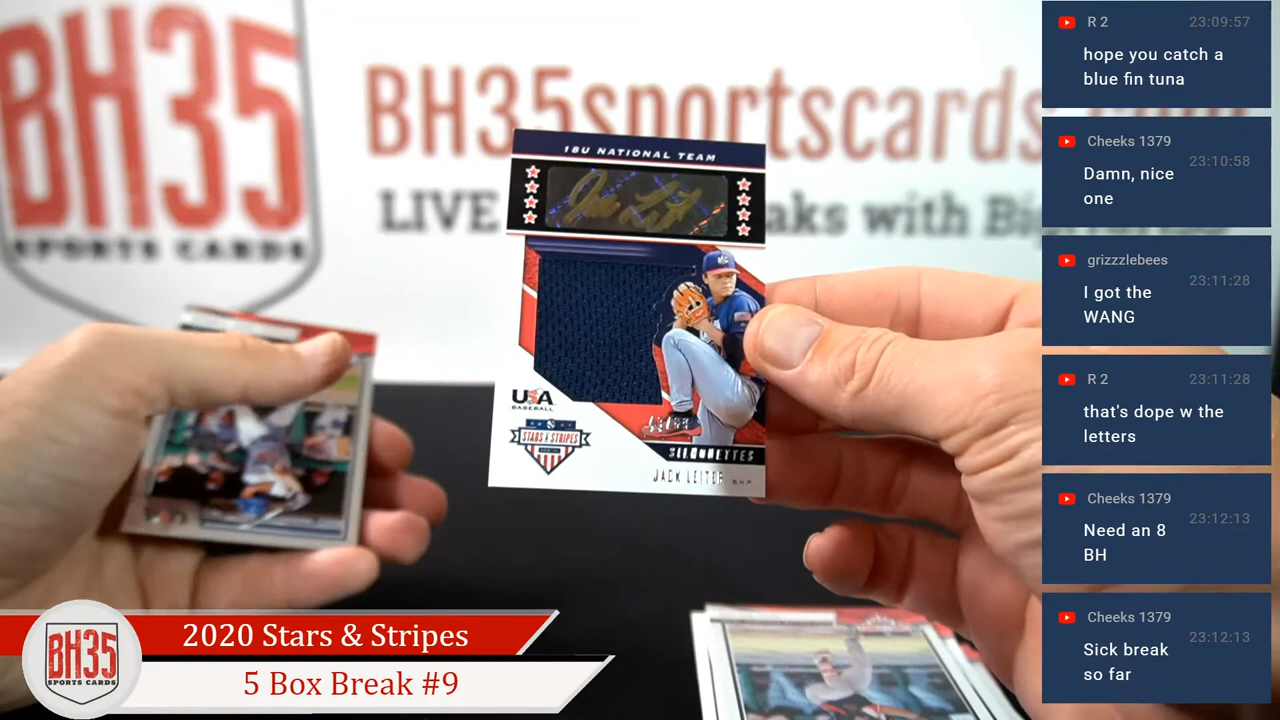 BH35
SPORTS CARDS
BH35sportscards
LIVE
aks with Big
18U NATIONAL TEAM
USA
BASEBALL
STARS & STRIPES
SILHOUETTES
JACK LEITER RHP
2020 Stars & Stripes
5 Box Break #9
BH35
SPORTS CARDS
R 2 23:09:57
hope you catch a
blue fin tuna
Cheeks 1379 23:10:58
Damn, nice
one
grizzzlebees 23:11:28
I got the
WANG
R 2 23:11:28
that's dope w the
letters
Cheeks 1379 23:12:13
Need an 8
BH
Cheeks 1379 23:12:13
Sick break
so far